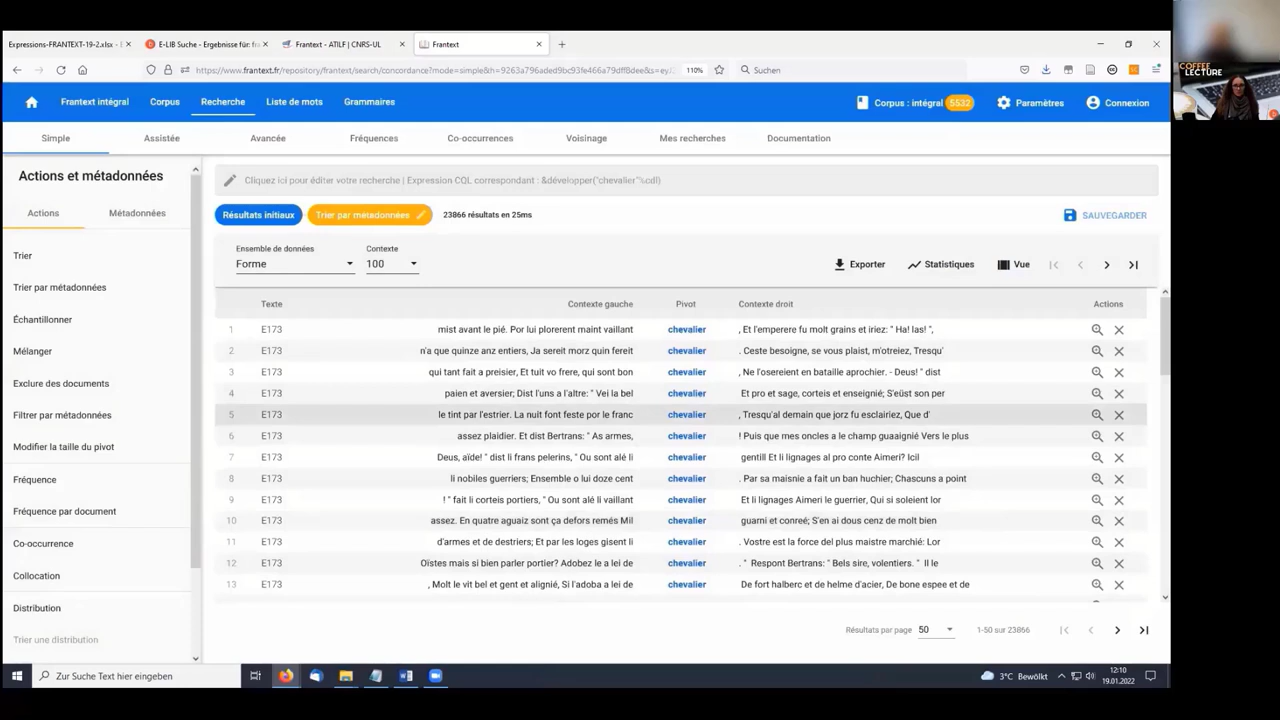 Expressions-FRANTEXT-19-2.xlsx - E
E-LIB Suche - Ergebnisse für: fra
Frantext - ATILF | CNRS-UL
Frantext
https://www.frantext.fr/repository/frantext/search/concordance?mode=simple&h=9263a796aded9bc93fe466a79dff8dee&s=ey
110%
Suchen
COFFEE
LECTURE
Frantext intégral
Corpus
Recherche
Liste de mots
Grammaires
Corpus : intégral 5532
Paramètres
Connexion
Simple
Assistée
Avancée
Fréquences
Co-occurrences
Voisinage
Mes recherches
Documentation
Actions et métadonnées
Actions
Métadonnées
Trier
Trier par métadonnées
Échantillonner
Mélanger
Exclure des documents
Filtrer par métadonnées
Modifier la taille du pivot
Fréquence
Fréquence par document
Co-occurrence
Collocation
Distribution
Trier une distribution
Cliquez ici pour éditer votre recherche | Expression CQL correspondant : &développer("chevalier"%cdl)
Résultats initiaux
Trier par métadonnées
23866 résultats en 25ms
SAUVEGARDER
Ensemble de données
Forme
Contexte
100
Exporter
Statistiques
Vue
Texte Contexte gauche Pivot Contexte droit Actions
1 E173 mist avant le pié. Por lui plorerent maint vaillant chevalier , Et l'emperere fu molt grains et iriez: " Ha! las! ",
2 E173 n'a que quinze anz entiers, Ja sereit morz quin fereit chevalier . Ceste besoigne, se vous plaist, m'otreiez, Tresqu'
3 E173 qui tant fait a preisier, Et tuit vo frere, qui sont bon chevalier , Ne l'osereient en bataille aprochier. - Deus! " dist
4 E173 paien et aversier; Dist l'uns a l'altre: " Vei la bel chevalier Et pro et sage, corteis et enseignié; S'eüst son per
5 E173 le tint par l'estrier. La nuit font feste por le franc chevalier , Tresqu'al demain que jorz fu esclairiez, Que d'
6 E173 assez plaidier. Et dist Bertrans: " As armes, chevalier ! Puis que mes oncles a le champ guaaignié Vers le plus
7 E173 Deus, aïde! " dist li frans pelerins, " Ou sont alé li chevalier gentill Et li lignages al pro conte Aimeri? Icil
8 E173 li nobiles guerriers; Ensemble o lui doze cent chevalier . Par sa maisnie a fait un ban huchier; Chascuns a point
9 E173 ! " fait li corteis portiers, " Ou sont alé li vaillant chevalier Et li lignages Aimeri le guerrier, Qui si soleient lor
10 E173 assez. En quatre aguaiz sont ça defors remés Mil chevalier guarni et conreé; S'en ai dous cenz de molt bien
11 E173 d'armes et de destriers; Et par les loges gisent li chevalier . Vostre est la force del plus maistre marchié: Lor
12 E173 Oïstes mais si bien parler portier? Adobez le a lei de chevalier . " Respont Bertrans: " Bels sire, volentiers. " Il le
13 E173 , Molt le vit bel et gent et alignié, Si l'adoba a lei de chevalier De fort halberc et de helme d'acier, De bone espee et de
Résultats par page 50 1-50 sur 23866
Zur Suche Text hier eingeben
3°C Bewölkt
12:10
19.01.2022